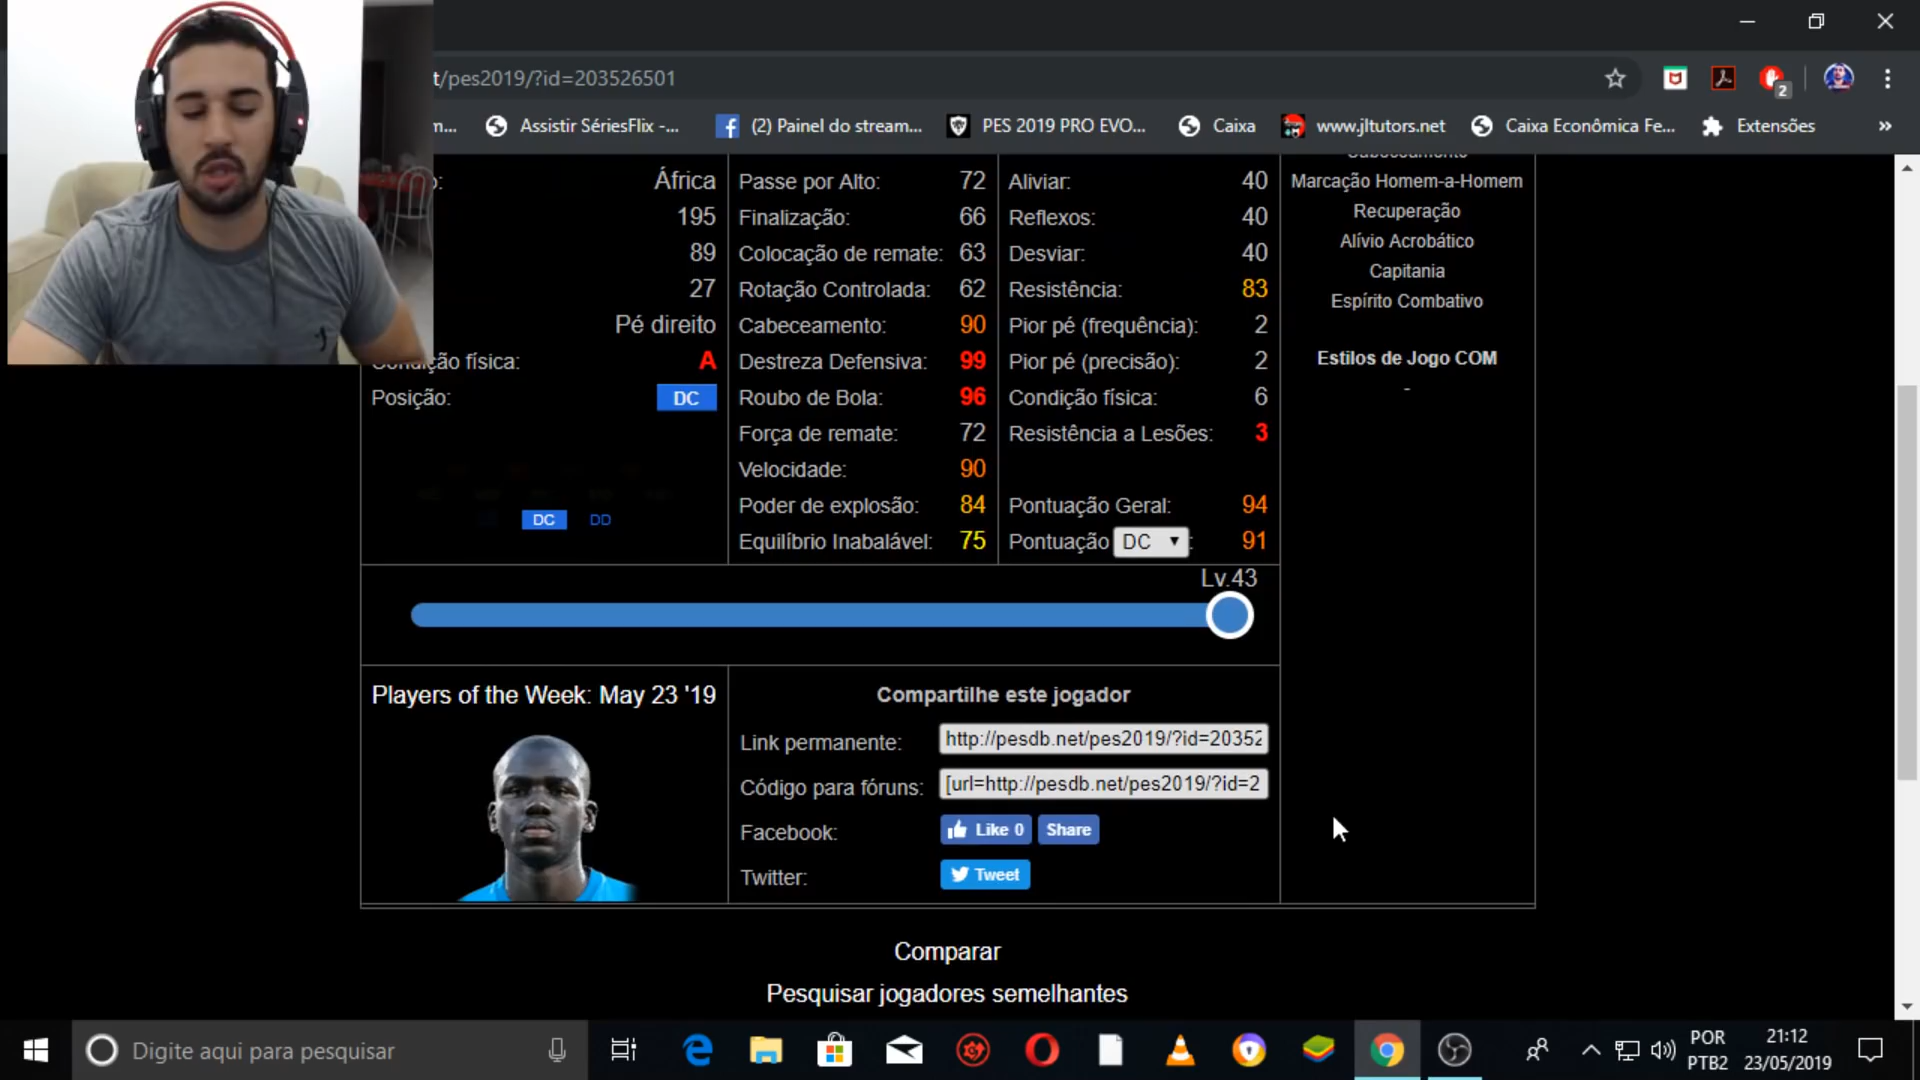 t/pes2019/?id=203526501
2
m...
Assistir SériesFlix -...
(2) Painel do stream...
PES 2019 PRO EVO...
Caixa
www.jltutors.net
Caixa Econômica Fe...
Extensões
»
o: África
195
89
27
Pé direito
Condição física: A
Posição: DC
DC DD
Passe por Alto: 72
Finalização: 66
Colocação de remate: 63
Rotação Controlada: 62
Cabeceamento: 90
Destreza Defensiva: 99
Roubo de Bola: 96
Força de remate: 72
Velocidade: 90
Poder de explosão: 84
Equilíbrio Inabalável: 75
Aliviar: 40
Reflexos: 40
Desviar: 40
Resistência: 83
Pior pé (frequência): 2
Pior pé (precisão): 2
Condição física: 6
Resistência a Lesões: 3
Pontuação Geral: 94
Pontuação DC : 91
Cabeceamento
Marcação Homem-a-Homem
Recuperação
Alívio Acrobático
Capitania
Espírito Combativo
Estilos de Jogo COM
-
Lv.43
Players of the Week: May 23 '19
Compartilhe este jogador
Link permanente: http://pesdb.net/pes2019/?id=20352
Código para fóruns: [url=http://pesdb.net/pes2019/?id=2
Facebook: Like 0 Share
Twitter: Tweet
Comparar
Pesquisar jogadores semelhantes
Digite aqui para pesquisar
POR
PTB2
21:12
23/05/2019